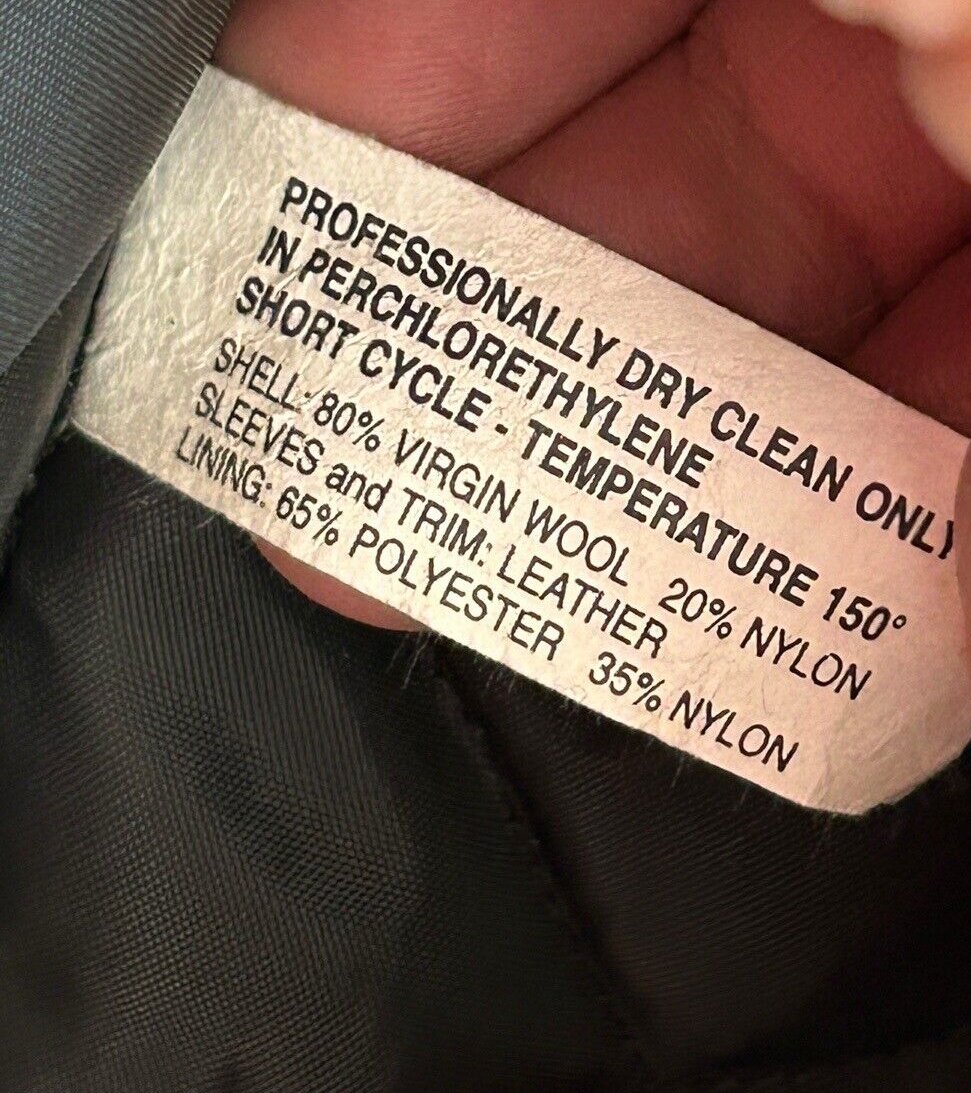 PROFESSIONALLY DRY CLEAN ONLY
IN PERCHLORETHYLENE
SHORT CYCLE - TEMPERATURE 150°
SHELL: 80% VIRGIN WOOL 20% NYLON
SLEEVES and TRIM: LEATHER
LINING: 65% POLYESTER 35% NYLON